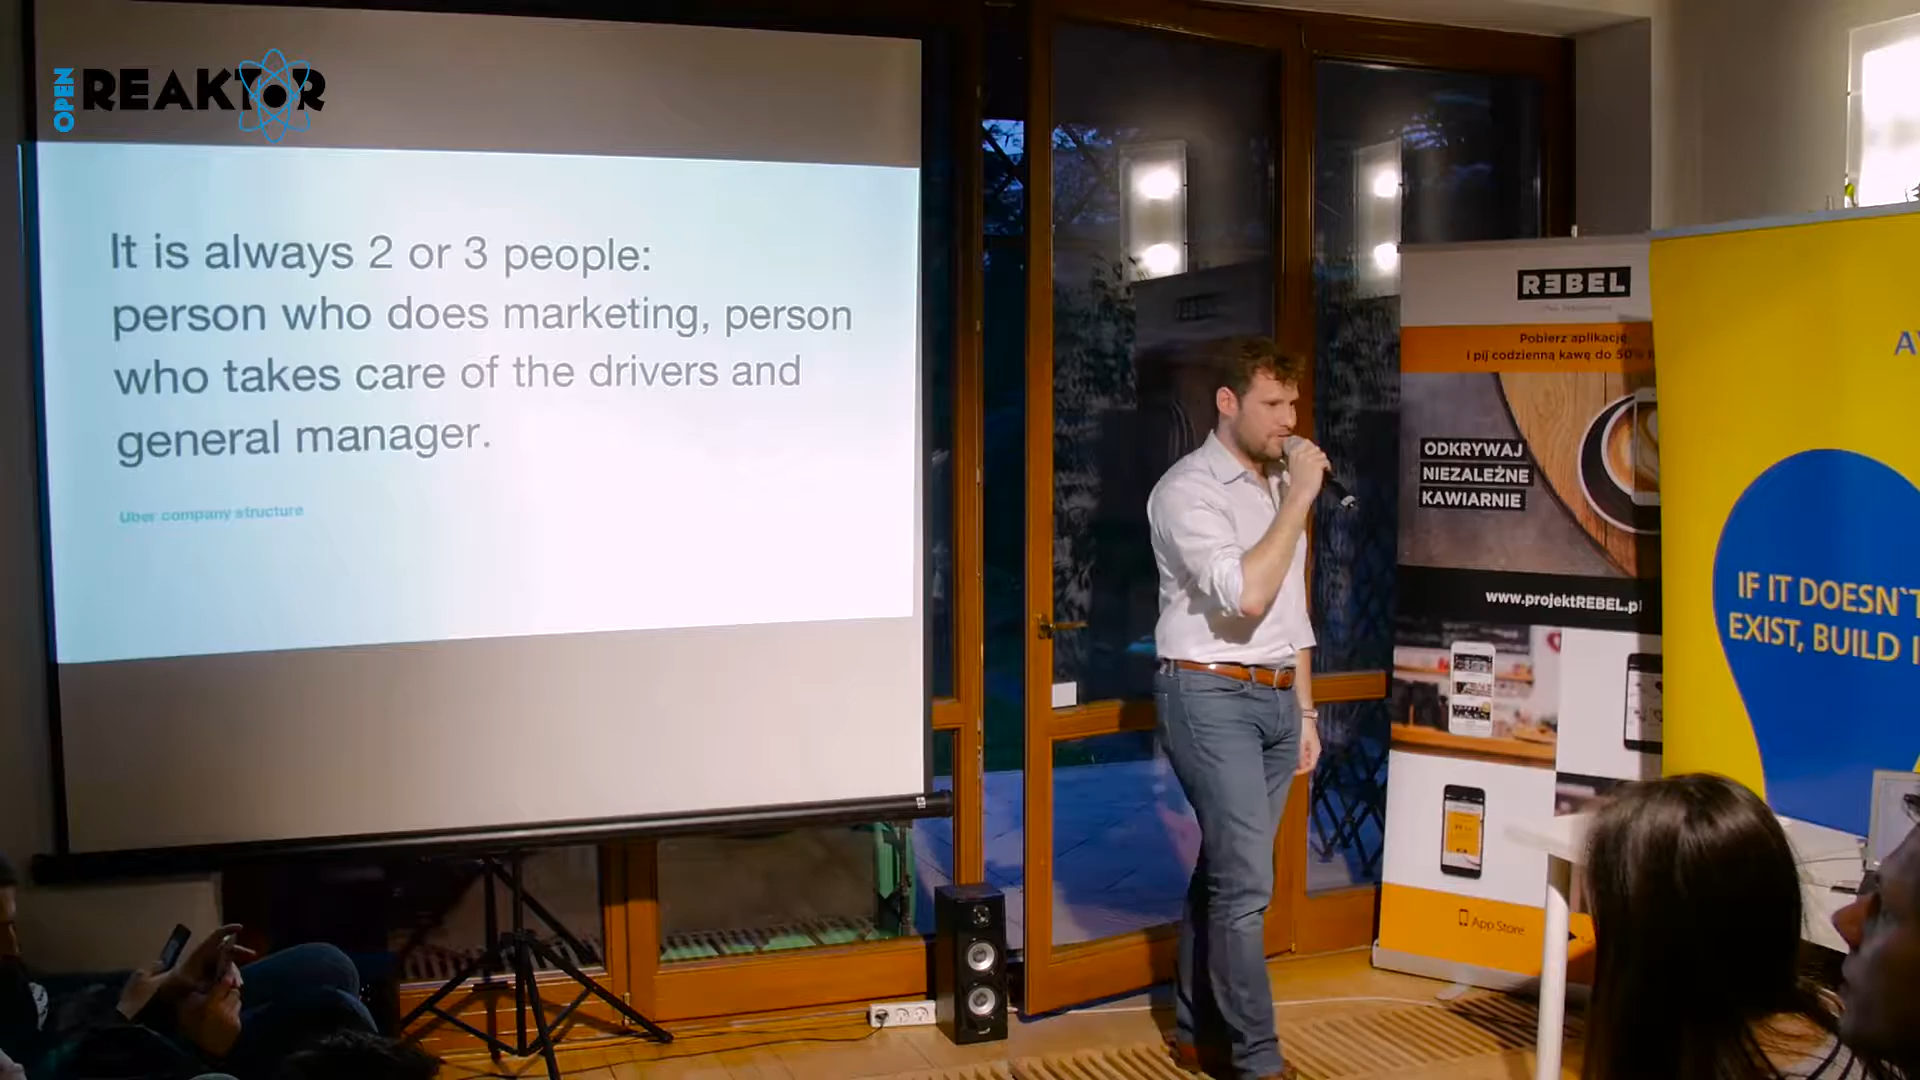 OPEN REAKTOR
It is always 2 or 3 people:
person who does marketing, person
who takes care of the drivers and
general manager.
Uber company structure
REBEL
Pobierz aplikację
i pij codzienną kawę do 50%
ODKRYWAJ
NIEZALEŻNE
KAWIARNIE
www.projektREBEL.pl
App Store
IF IT DOESN`T
EXIST, BUILD I